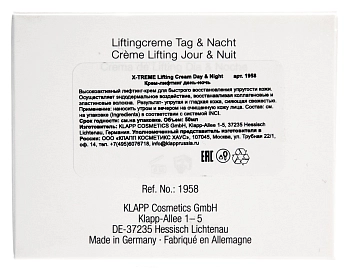 Liftingcreme Tag & Nacht
Crème Lifting Jour & Nuit
X-TREME Lifting Cream Day & Night арт. 1958
Крем-лифтинг день-ночь
Высокоактивный лифтинг-крем для быстрого восстановления упругости кожи.
Осуществляет эндодермальное воздействие, восстанавливая коллагеновые и
эластиновые волокна. Результат- упругая и гладкая кожа, сияющая свежестью.
Применение: наносить утром и вечером на очищенную кожу лица. Состав: см.
на упаковке (Ingredients) в соответствии с системой INCI.
Срок годности: см.на упаковке. Объем: 50мл
Изготовитель: KLAPP COSMETICS GmbH, Klapp-Allee 1-5, 37235 Hessisch
Lichtenau, Германия. Уполномоченный представитель изготовителя в
России: ООО «КЛАПП КОСМЕТИКС ХАУС», 107045, Россия, Москва, ул. Трубная 22/1,
оф. 14, тел. +7(495)6076718, info@klapprussia.ru
EAC
Ref. No.: 1958
KLAPP Cosmetics GmbH
Klapp-Allee 1– 5
DE-37235 Hessisch Lichtenau
Made in Germany · Fabriqué en Allemagne